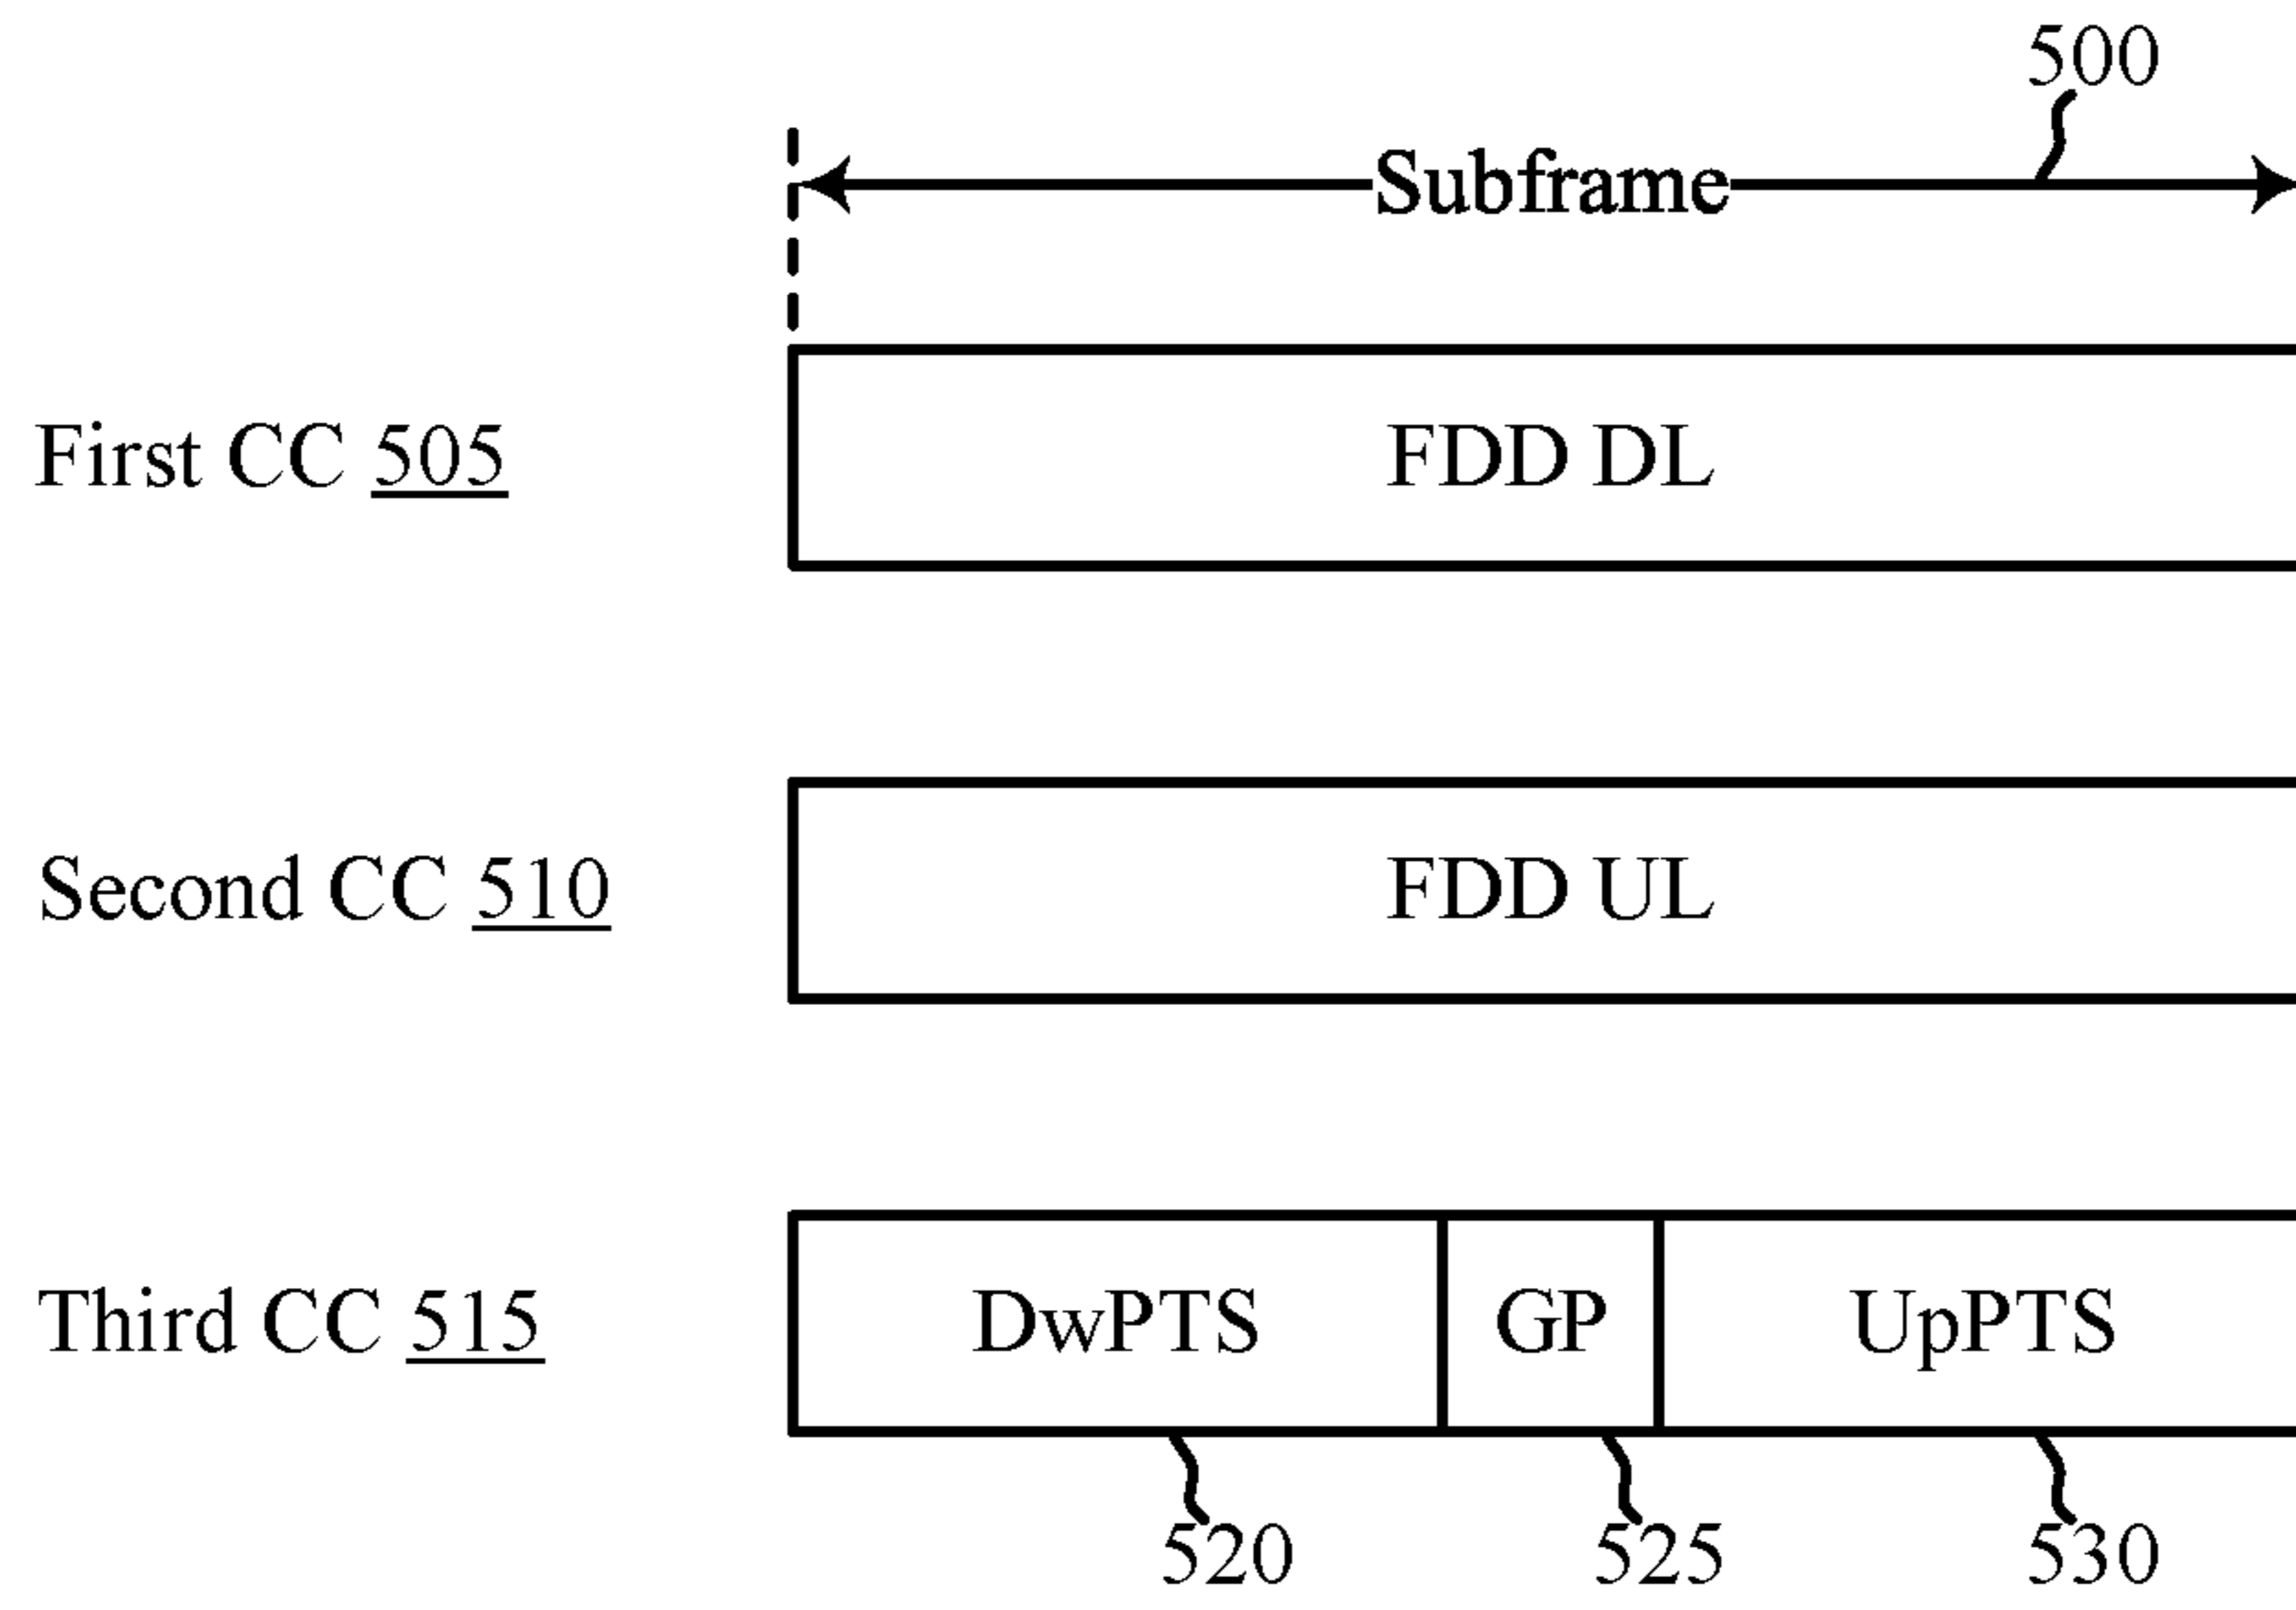 500
Subframe
First CC 505
FDD DL
Second CC 510
FDD UL
Third CC 515
DwPTS
GP
UpPTS
520
525
530